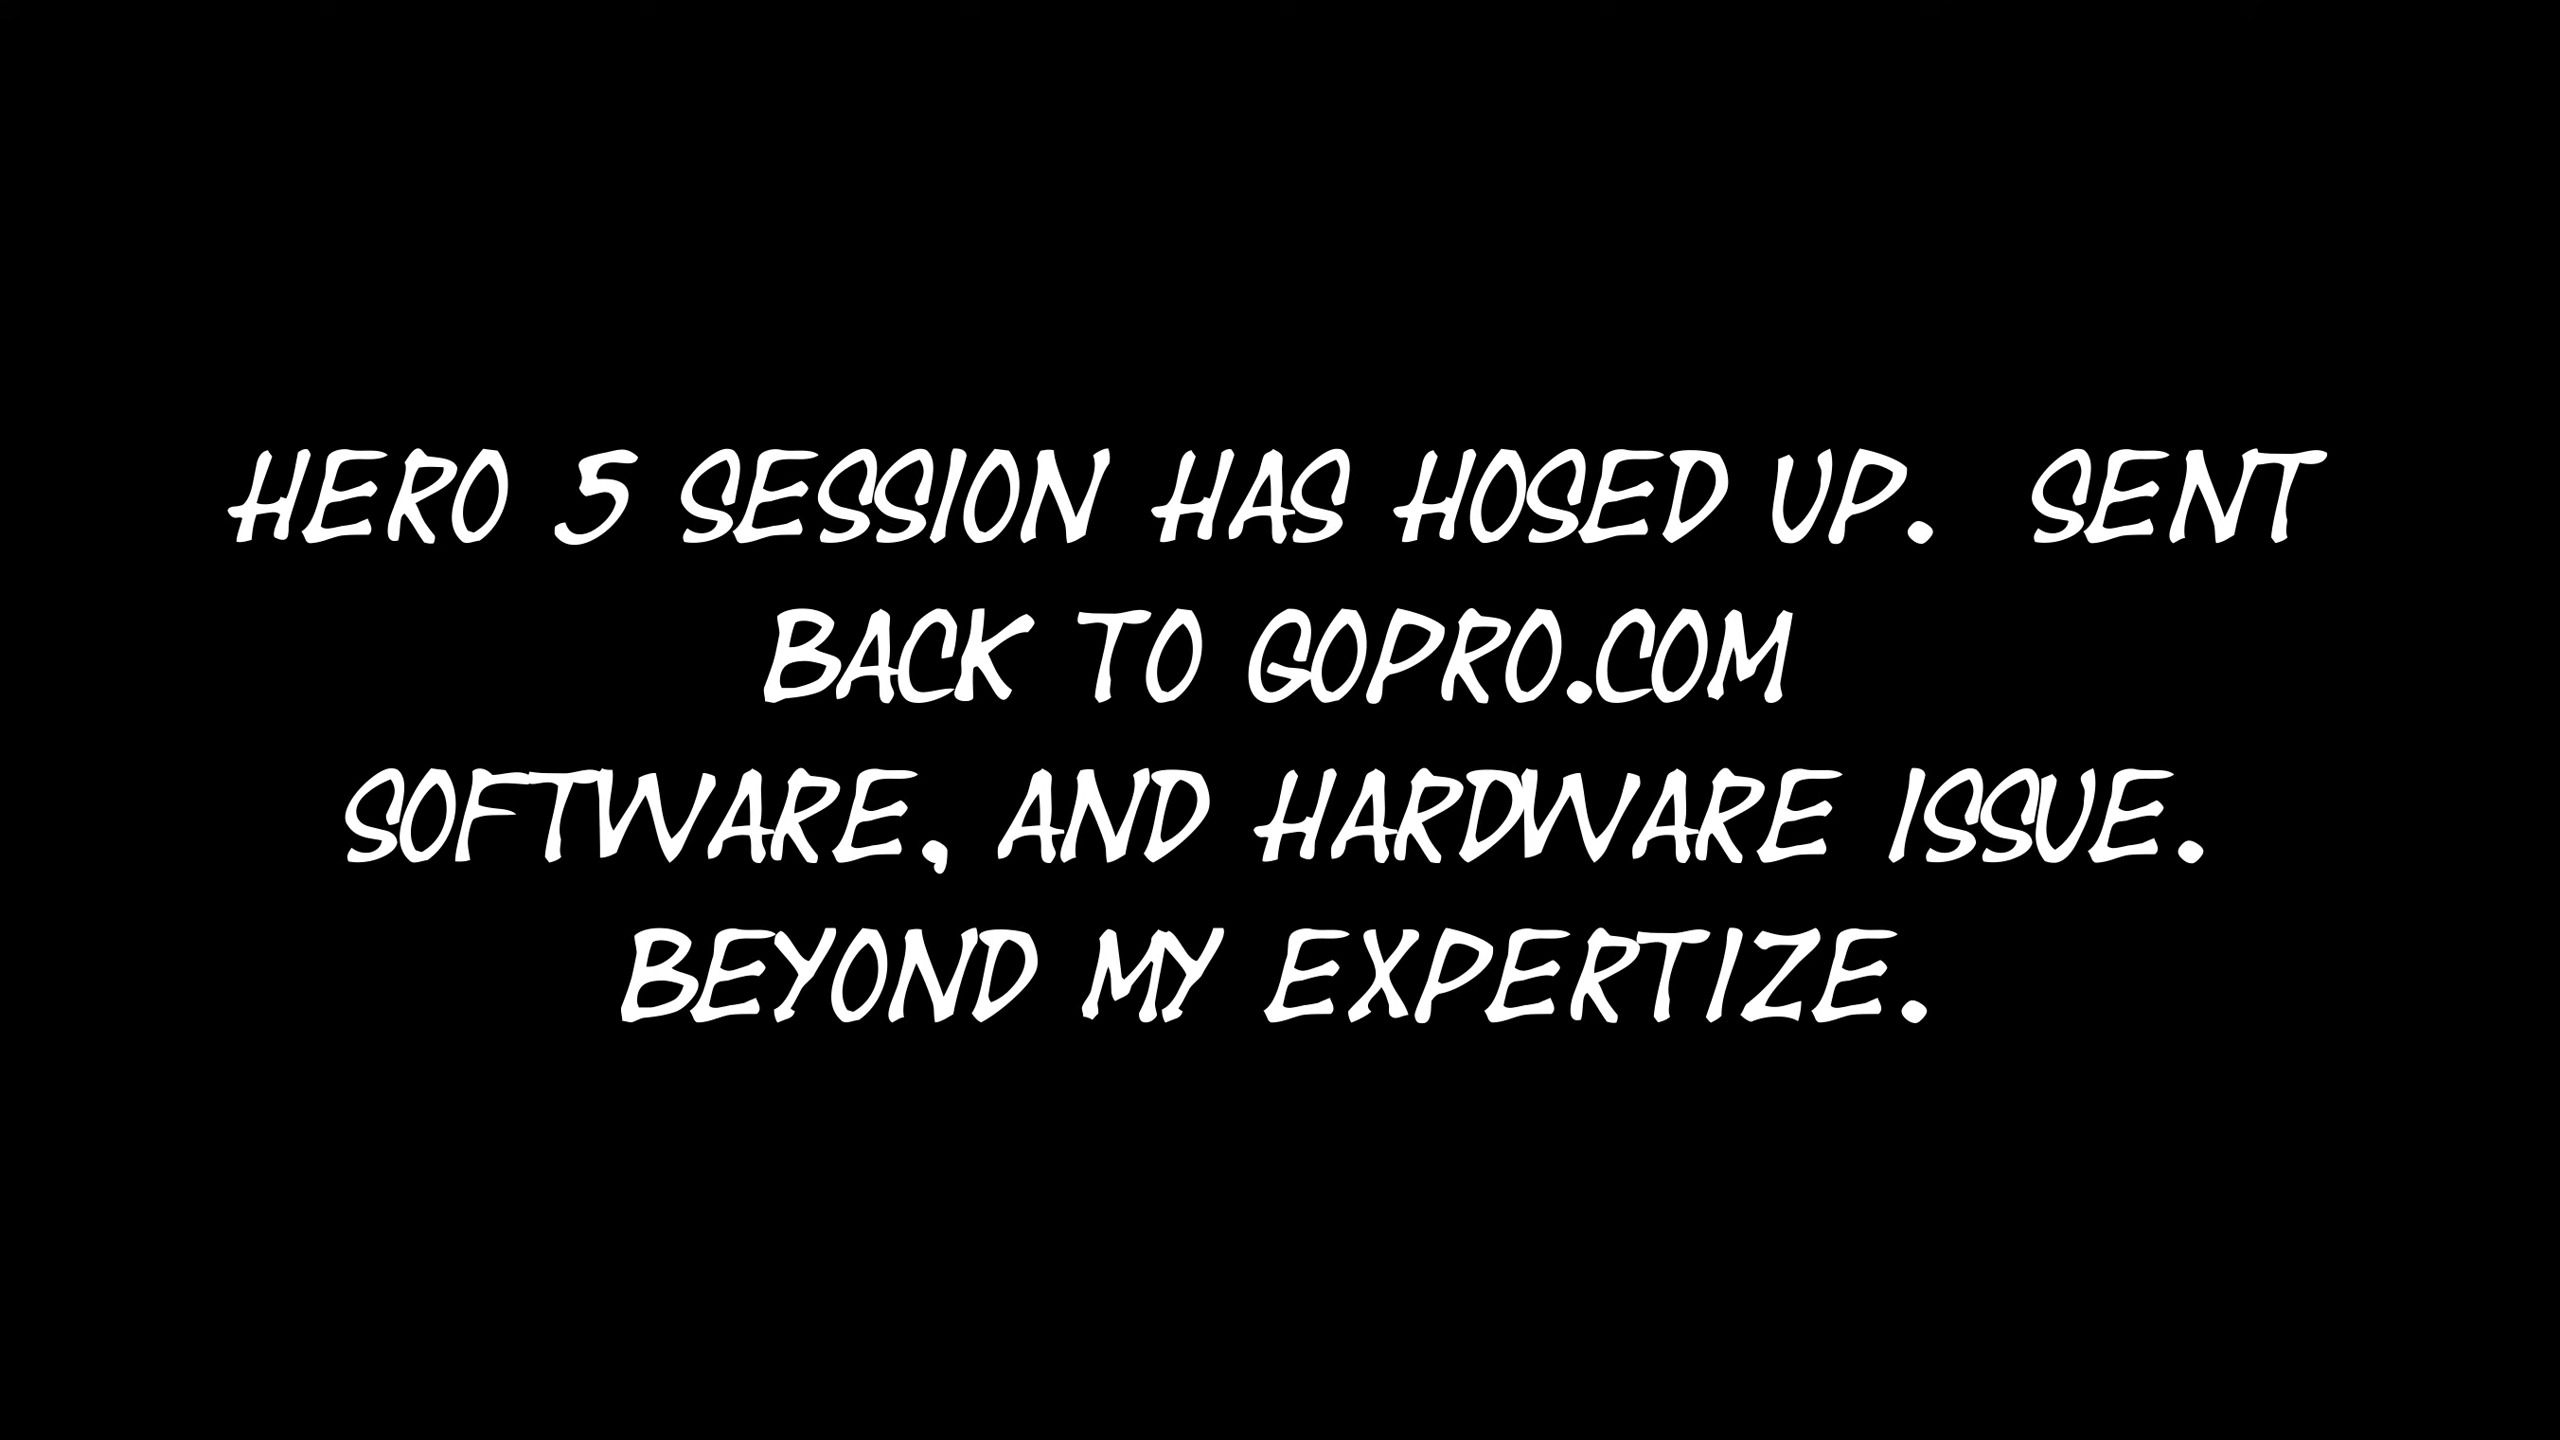 HERO 5 SESSION HAS HOSED UP.  SENT
BACK TO GOPRO.COM
SOFTWARE, AND HARDWARE ISSUE.
BEYOND MY EXPERTIZE.